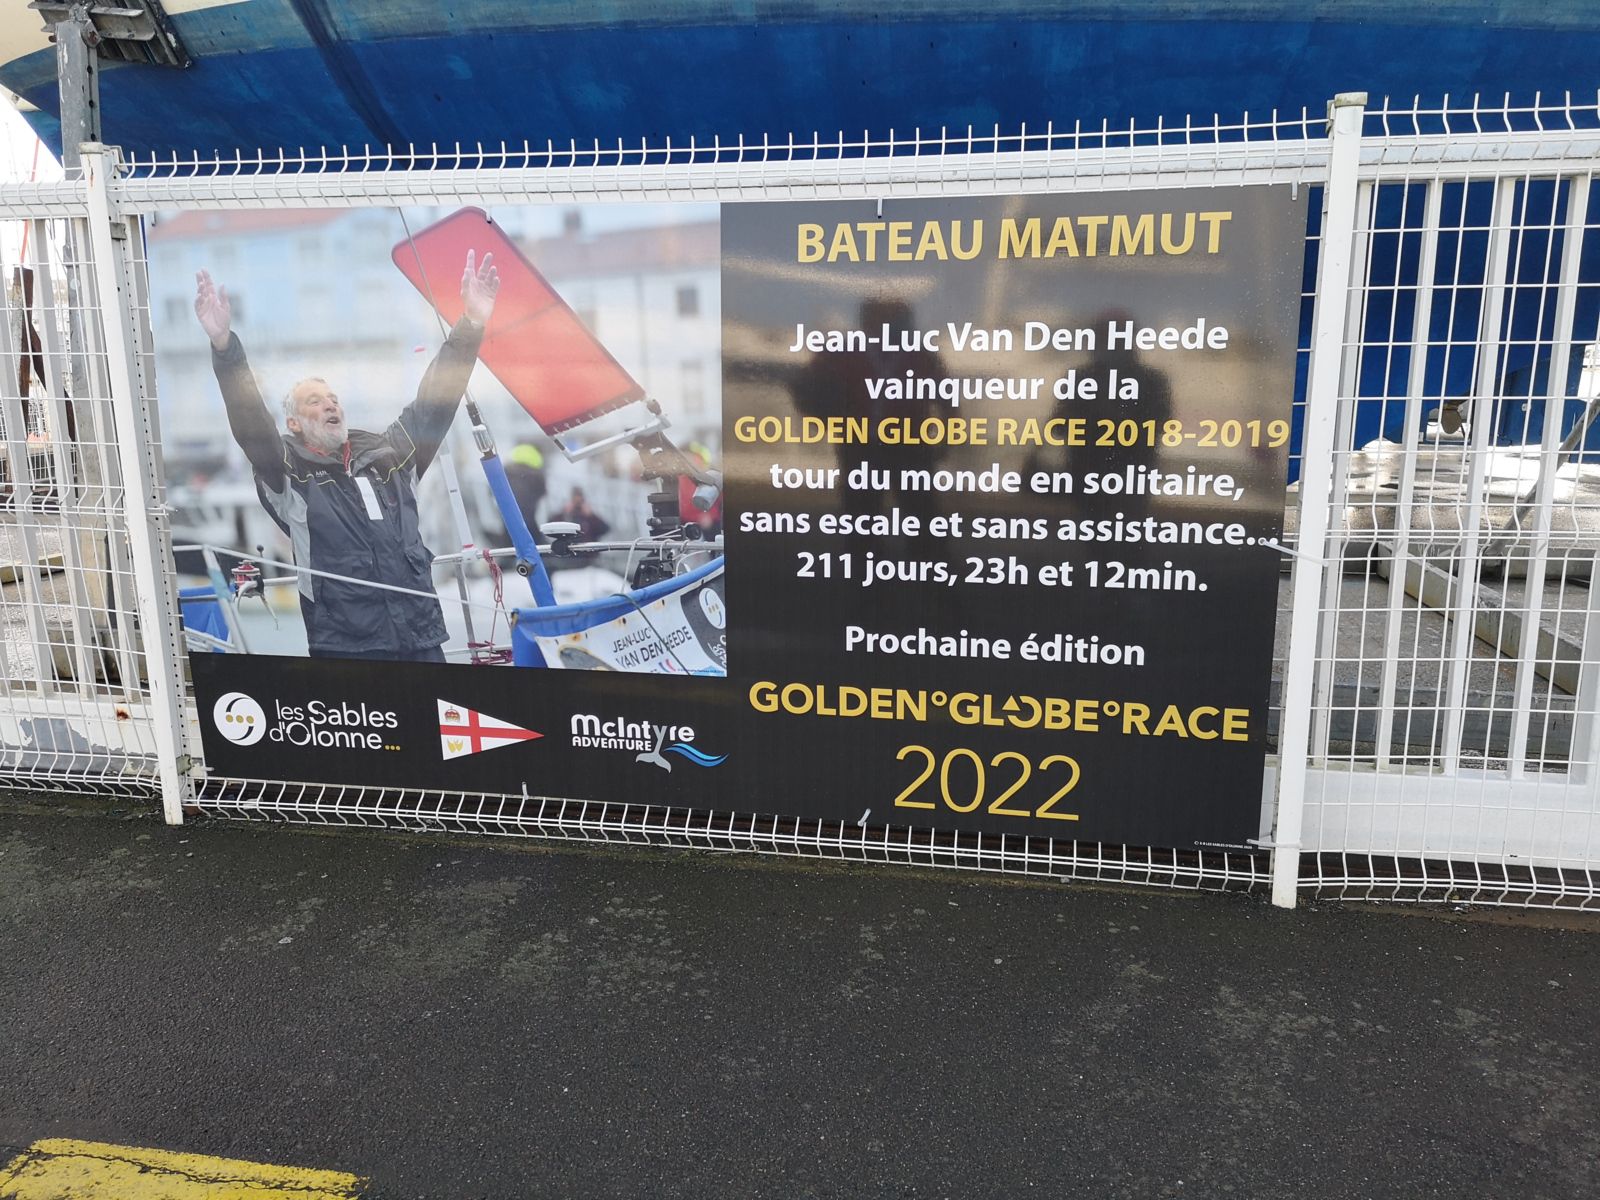 BATEAU MATMUT
Jean-Luc Van Den Heede
vainqueur de la
GOLDEN GLOBE RACE 2018-2019
tour du monde en solitaire,
sans escale et sans assistance...
211 jours, 23h et 12min.
Prochaine édition
GOLDEN°GLOBE°RACE
2022
JEAN-LUC
VAN DEN HEEDE
les Sables
d'Olonne...
McIntyre
ADVENTURE